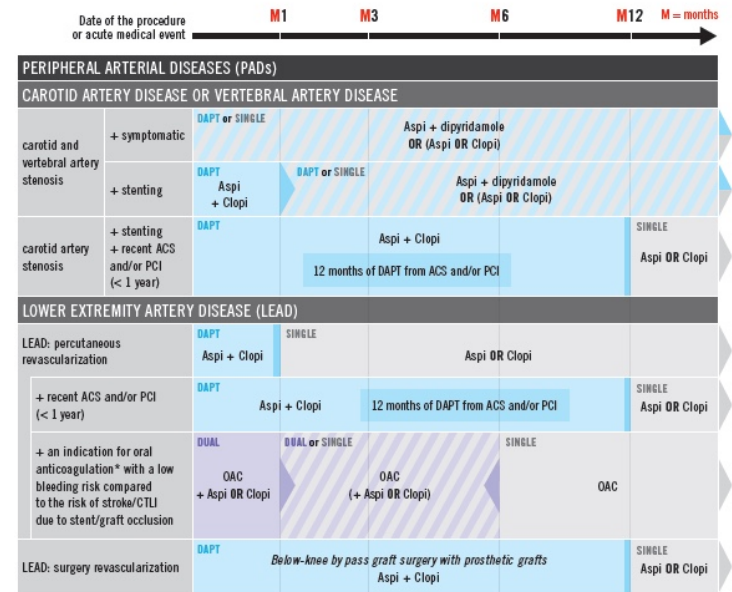 Date of the procedure
or acute medical event
M1
M3
M6
M12
M = months
PERIPHERAL ARTERIAL DISEASES (PADs)
CAROTID ARTERY DISEASE OR VERTEBRAL ARTERY DISEASE
carotid and
vertebral artery
stenosis
+ symptomatic
DAPT or SINGLE
Aspi + dipyridamole
OR (Aspi OR Clopi)
+ stenting
DAPT
Aspi
+ Clopi
DAPT or SINGLE
Aspi + dipyridamole
OR (Aspi OR Clopi)
carotid artery
stenosis
+ stenting
+ recent ACS
and/or PCI
(< 1 year)
DAPT
Aspi + Clopi
12 months of DAPT from ACS and/or PCI
SINGLE
Aspi OR Clopi
LOWER EXTREMITY ARTERY DISEASE (LEAD)
LEAD: percutaneous
revascularization
DAPT
Aspi + Clopi
SINGLE
Aspi OR Clopi
+ recent ACS and/or PCI
(< 1 year)
DAPT
Aspi + Clopi
12 months of DAPT from ACS and/or PCI
SINGLE
Aspi OR Clopi
+ an indication for oral
anticoagulation* with a low
bleeding risk compared
to the risk of stroke/CTLI
due to stent/graft occlusion
DUAL
OAC
+ Aspi OR Clopi
DUAL or SINGLE
OAC
(+ Aspi OR Clopi)
SINGLE
OAC
LEAD: surgery revascularization
DAPT
Below-knee by pass graft surgery with prosthetic grafts
Aspi + Clopi
SINGLE
Aspi OR Clopi